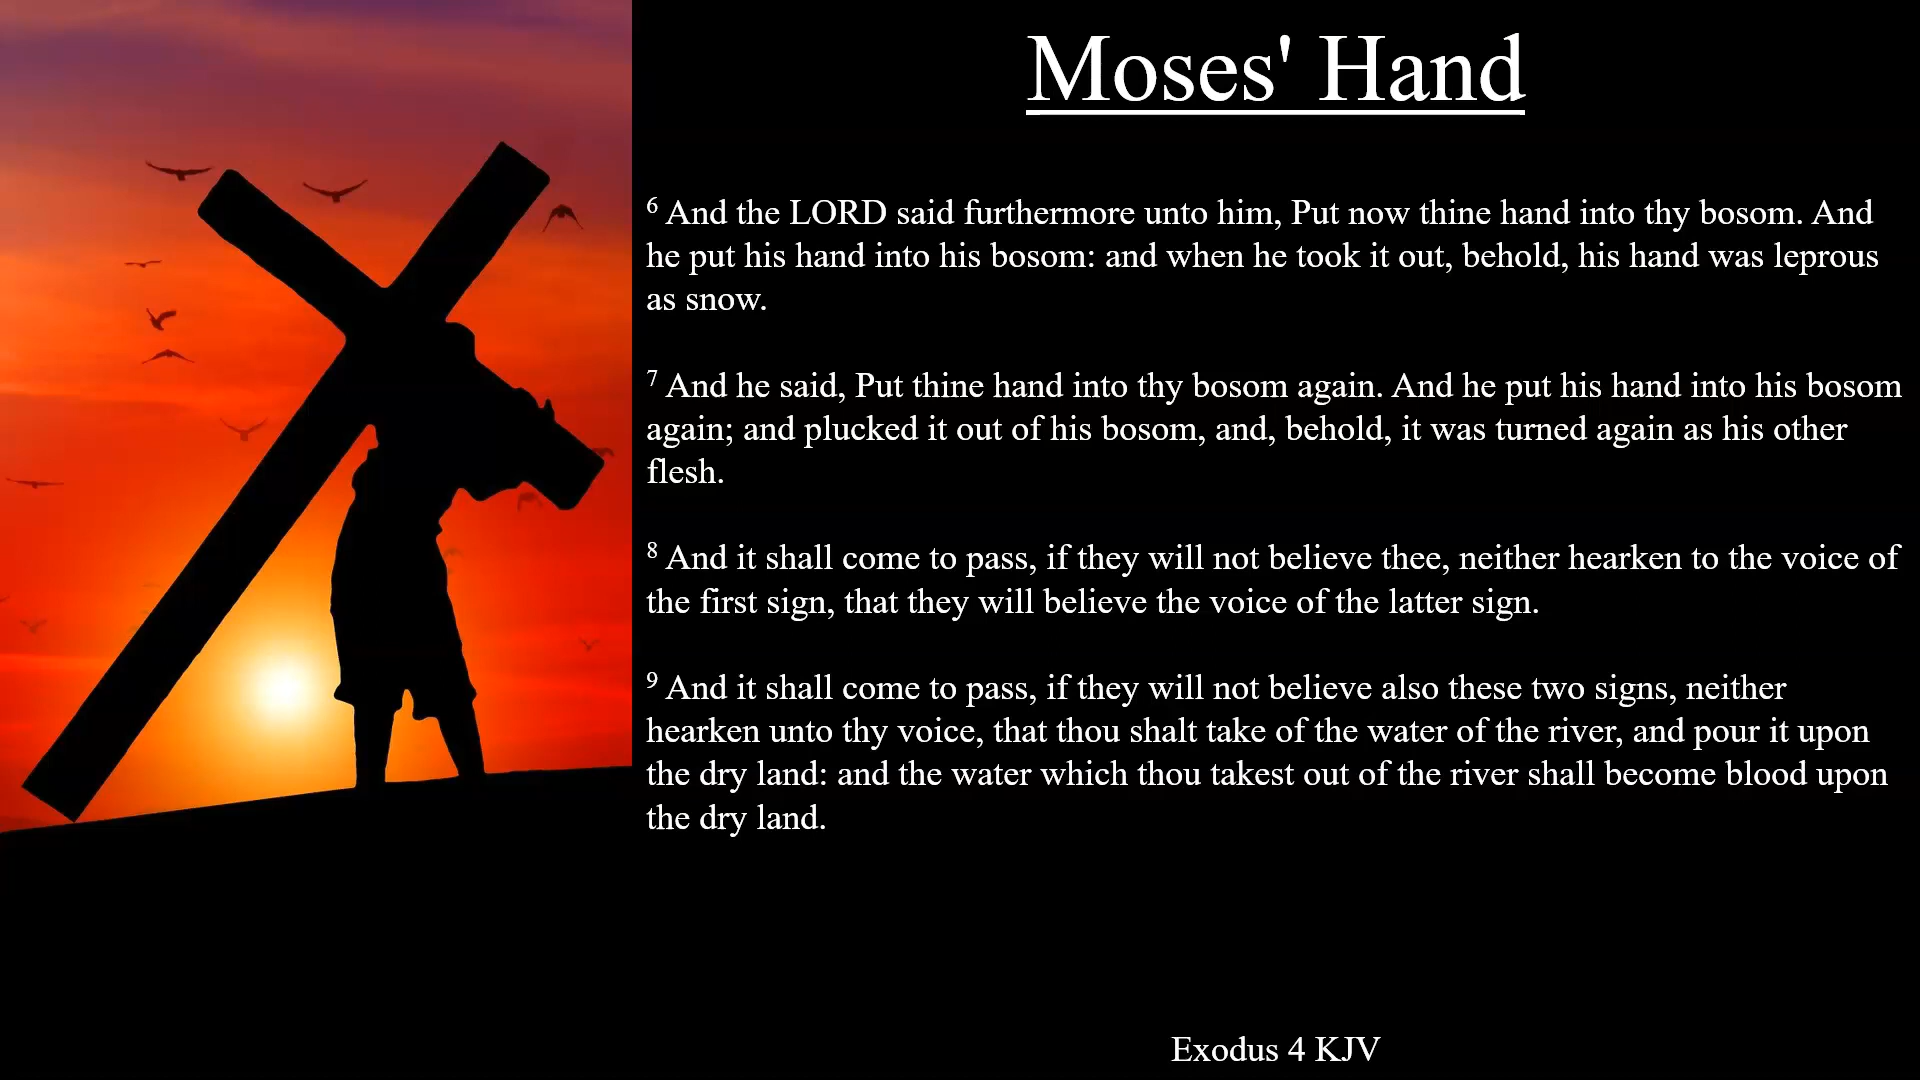 Moses' Hand
6 And the LORD said furthermore unto him, Put now thine hand into thy bosom. And
he put his hand into his bosom: and when he took it out, behold, his hand was leprous
as snow.
7 And he said, Put thine hand into thy bosom again. And he put his hand into his bosom
again; and plucked it out of his bosom, and, behold, it was turned again as his other
flesh.
8 And it shall come to pass, if they will not believe thee, neither hearken to the voice of
the first sign, that they will believe the voice of the latter sign.
9 And it shall come to pass, if they will not believe also these two signs, neither
hearken unto thy voice, that thou shalt take of the water of the river, and pour it upon
the dry land: and the water which thou takest out of the river shall become blood upon
the dry land.
Exodus 4 KJV